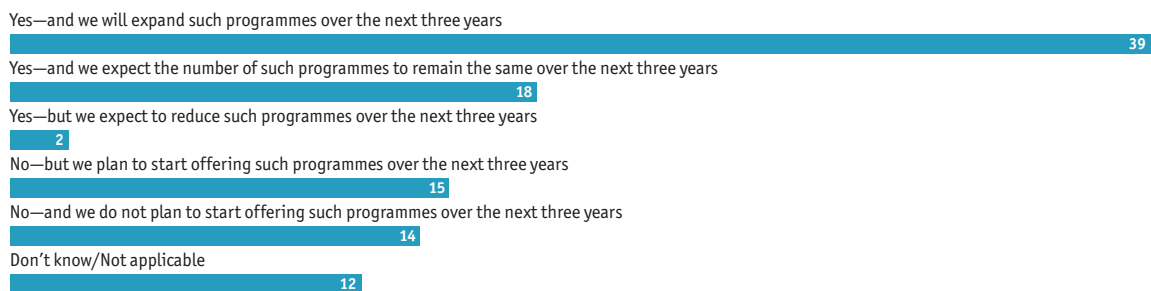 Yes—and we will expand such programmes over the next three years
39
Yes—and we expect the number of such programmes to remain the same over the next three years
18
Yes—but we expect to reduce such programmes over the next three years
2
No—but we plan to start offering such programmes over the next three years
15
No—and we do not plan to start offering such programmes over the next three years
14
Don’t know/Not applicable
12